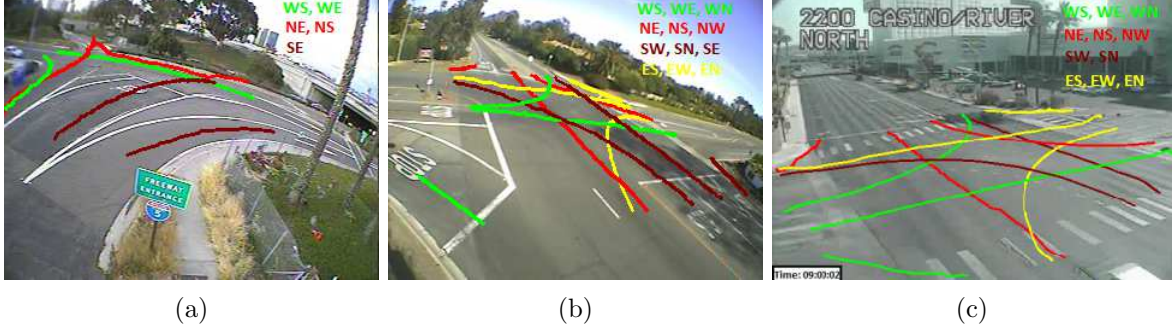 WS, WE
NE, NS
SE
FREEWAY
ENTRANCE
5
(a)
WS, WE, WN
NE, NS, NW
SW, SN, SE
ES, EW, EN
(b)
2200 CASINO/RIVER
NORTH
WS, WE, WN
NE, NS, NW
SW, SN
ES, EW, EN
Time: 09:00:02
(c)